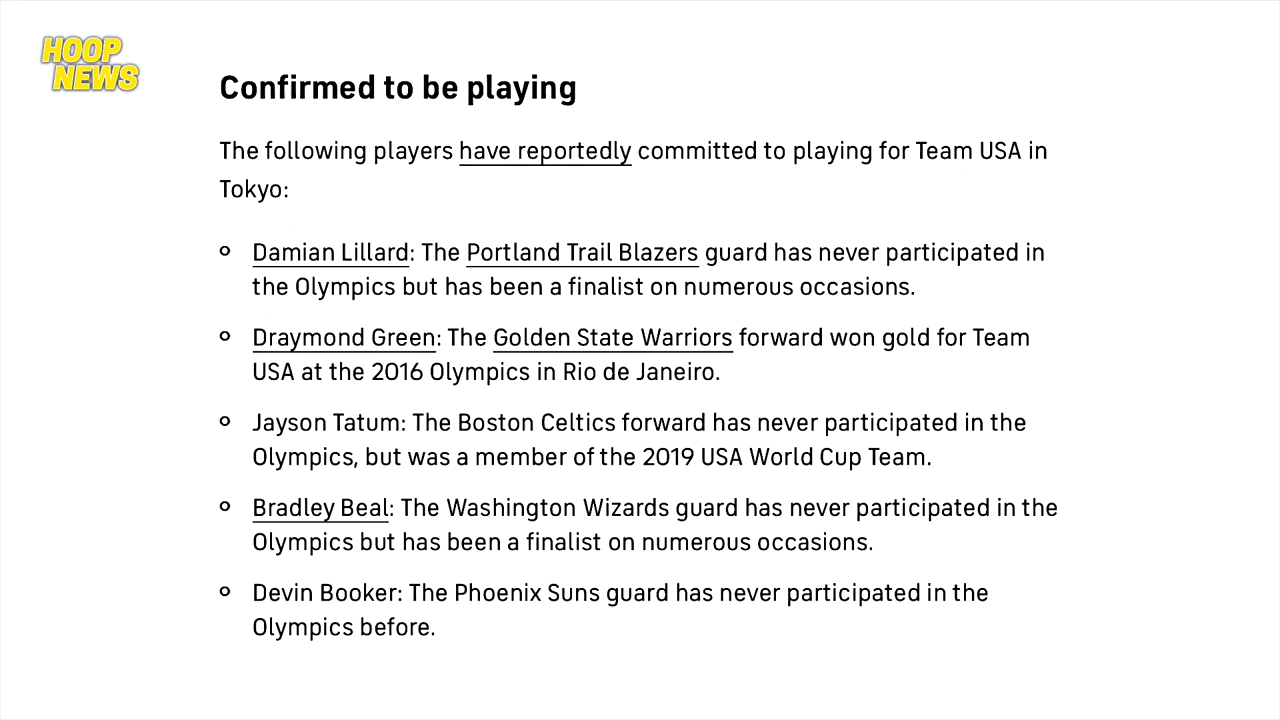 HOOP
NEWS
Confirmed to be playing
The following players have reportedly committed to playing for Team USA in
Tokyo:
Damian Lillard: The Portland Trail Blazers guard has never participated in
the Olympics but has been a finalist on numerous occasions.
Draymond Green: The Golden State Warriors forward won gold for Team
USA at the 2016 Olympics in Rio de Janeiro.
Jayson Tatum: The Boston Celtics forward has never participated in the
Olympics, but was a member of the 2019 USA World Cup Team.
Bradley Beal: The Washington Wizards guard has never participated in the
Olympics but has been a finalist on numerous occasions.
Devin Booker: The Phoenix Suns guard has never participated in the
Olympics before.